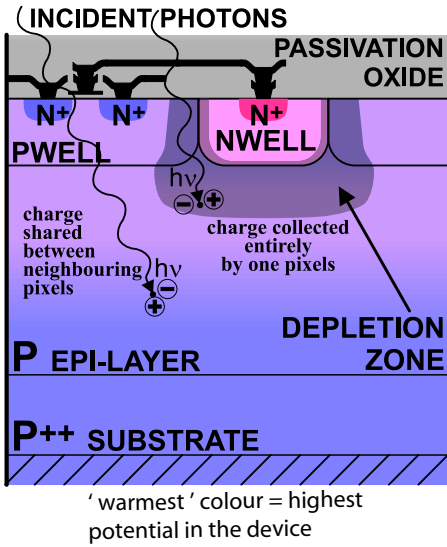 INCIDENT PHOTONS
PASSIVATION
OXIDE
N+ N+ N+
PWELL NWELL
hν
charge
shared
between
neighbouring
pixels
− +
charge collected
entirely
by one pixels
hν
−
+
DEPLETION
ZONE
P EPI-LAYER
P++ SUBSTRATE
‘ warmest ’ colour = highest
potential in the device